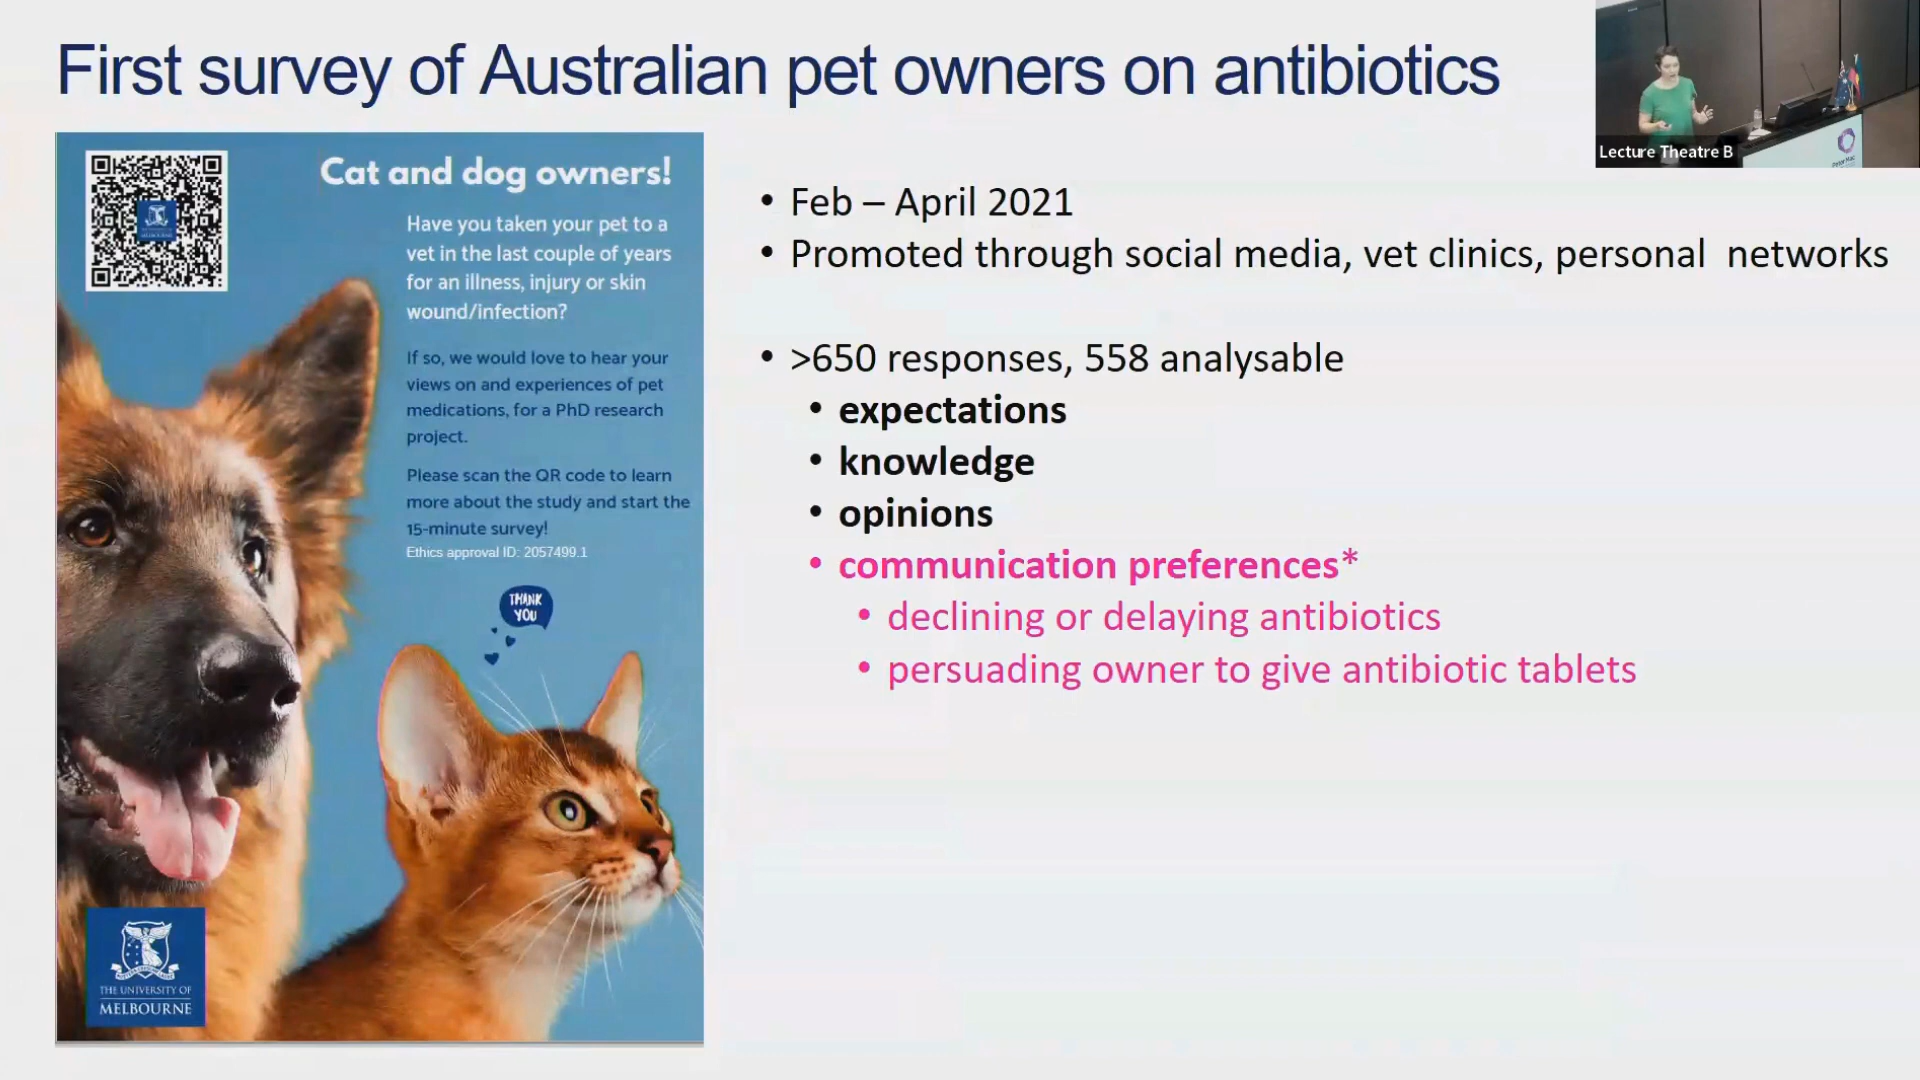 First survey of Australian pet owners on antibiotics
Lecture Theatre B
Cat and dog owners!
Have you taken your pet to a
vet in the last couple of years
for an illness, injury or skin
wound/infection?
If so, we would love to hear your
views on and experiences of pet
medications, for a PhD research
project.
Please scan the QR code to learn
more about the study and start the
15-minute survey!
Ethics approval ID: 2057499.1
THANK
YOU
THE UNIVERSITY OF
MELBOURNE
• Feb – April 2021
• Promoted through social media, vet clinics, personal networks
• >650 responses, 558 analysable
• expectations
• knowledge
• opinions
• communication preferences*
• declining or delaying antibiotics
• persuading owner to give antibiotic tablets